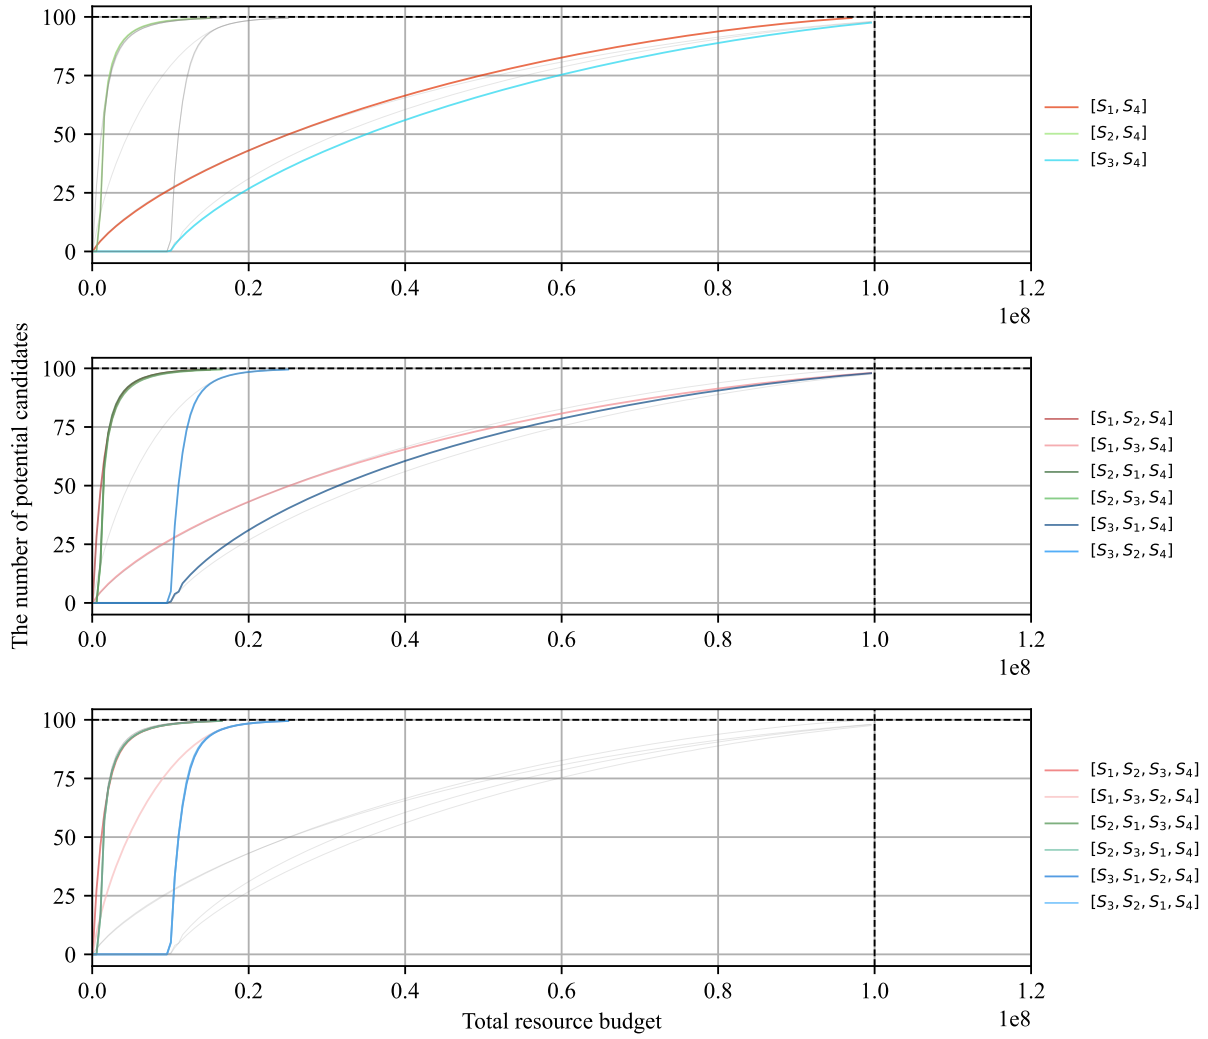 100
75
50
25
0
0.0 0.2 0.4 0.6 0.8 1.0 1.2
1e8
[S1, S4]
[S2, S4]
[S3, S4]
The number of potential candidates
100
75
50
25
0
0.0 0.2 0.4 0.6 0.8 1.0 1.2
1e8
[S1, S2, S4]
[S1, S3, S4]
[S2, S1, S4]
[S2, S3, S4]
[S3, S1, S4]
[S3, S2, S4]
100
75
50
25
0
0.0 0.2 0.4 0.6 0.8 1.0 1.2
1e8
Total resource budget
[S1, S2, S3, S4]
[S1, S3, S2, S4]
[S2, S1, S3, S4]
[S2, S3, S1, S4]
[S3, S1, S2, S4]
[S3, S2, S1, S4]